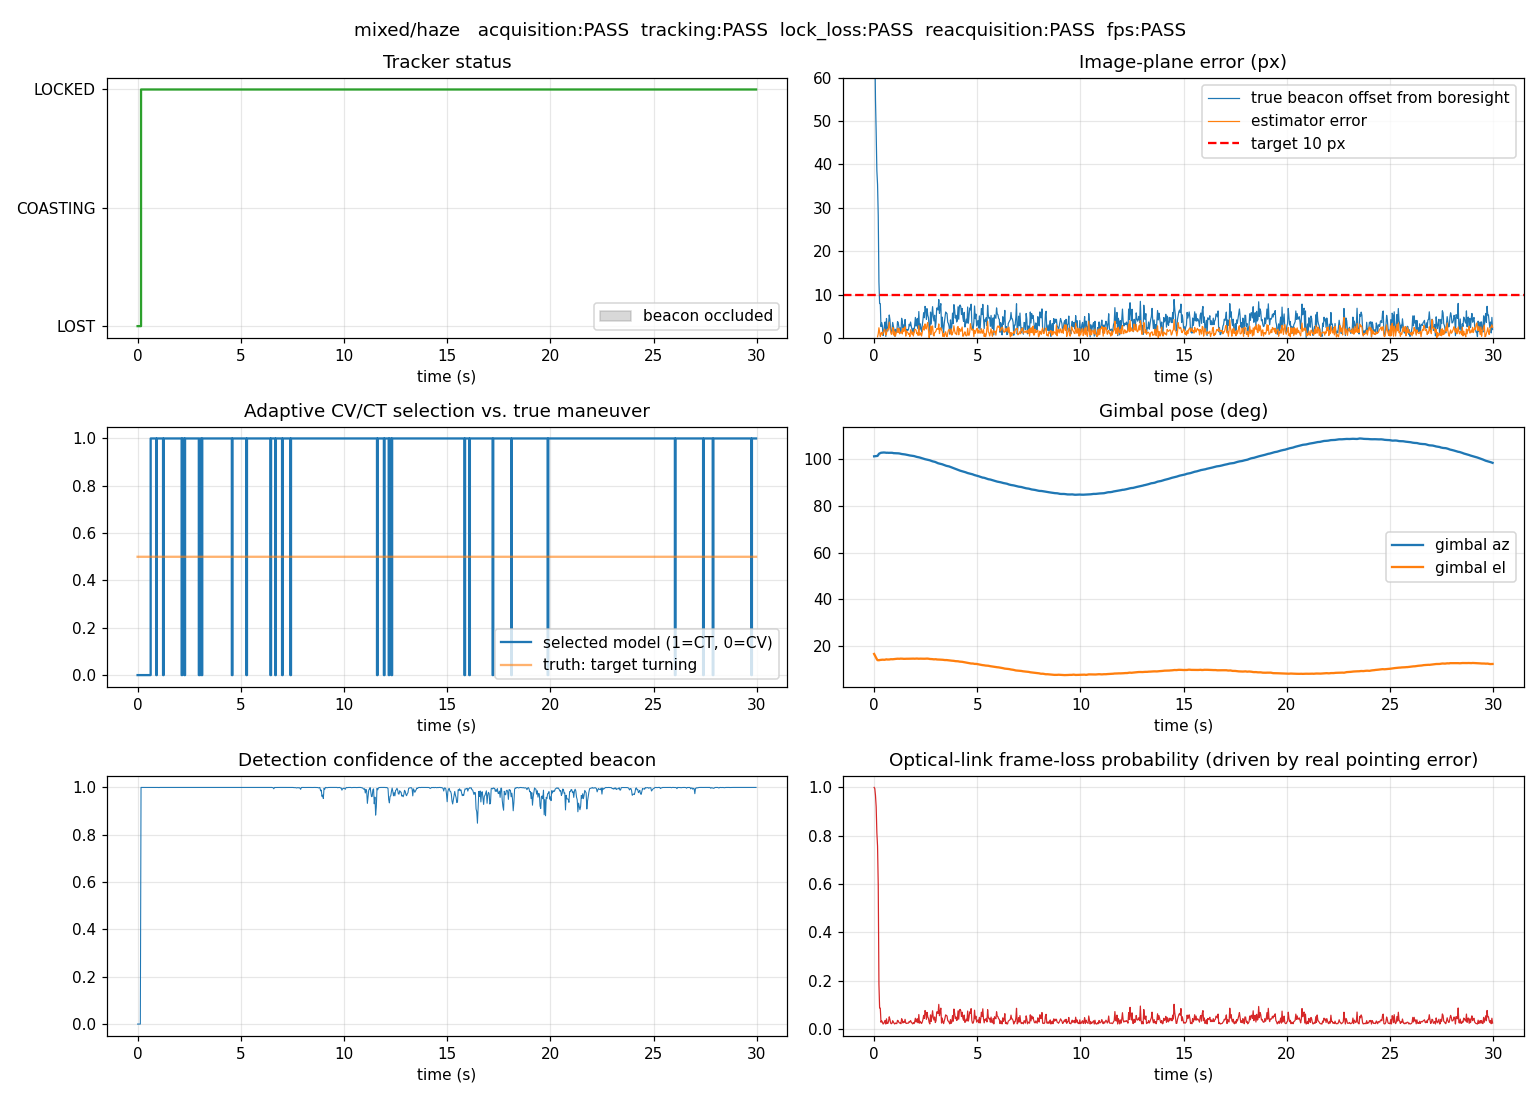 mixed/haze   acquisition:PASS  tracking:PASS  lock_loss:PASS  reacquisition:PASS  fps:PASS
Tracker status
LOCKED
COASTING
LOST
beacon occluded
0 5 10 15 20 25 30
time (s)
Image-plane error (px)
60
50
40
30
20
10
0
true beacon offset from boresight
estimator error
target 10 px
0 5 10 15 20 25 30
time (s)
Adaptive CV/CT selection vs. true maneuver
1.0
0.8
0.6
0.4
0.2
0.0
selected model (1=CT, 0=CV)
truth: target turning
0 5 10 15 20 25 30
time (s)
Gimbal pose (deg)
100
80
60
40
20
gimbal az
gimbal el
0 5 10 15 20 25 30
time (s)
Detection confidence of the accepted beacon
1.0
0.8
0.6
0.4
0.2
0.0
0 5 10 15 20 25 30
time (s)
Optical-link frame-loss probability (driven by real pointing error)
1.0
0.8
0.6
0.4
0.2
0.0
0 5 10 15 20 25 30
time (s)